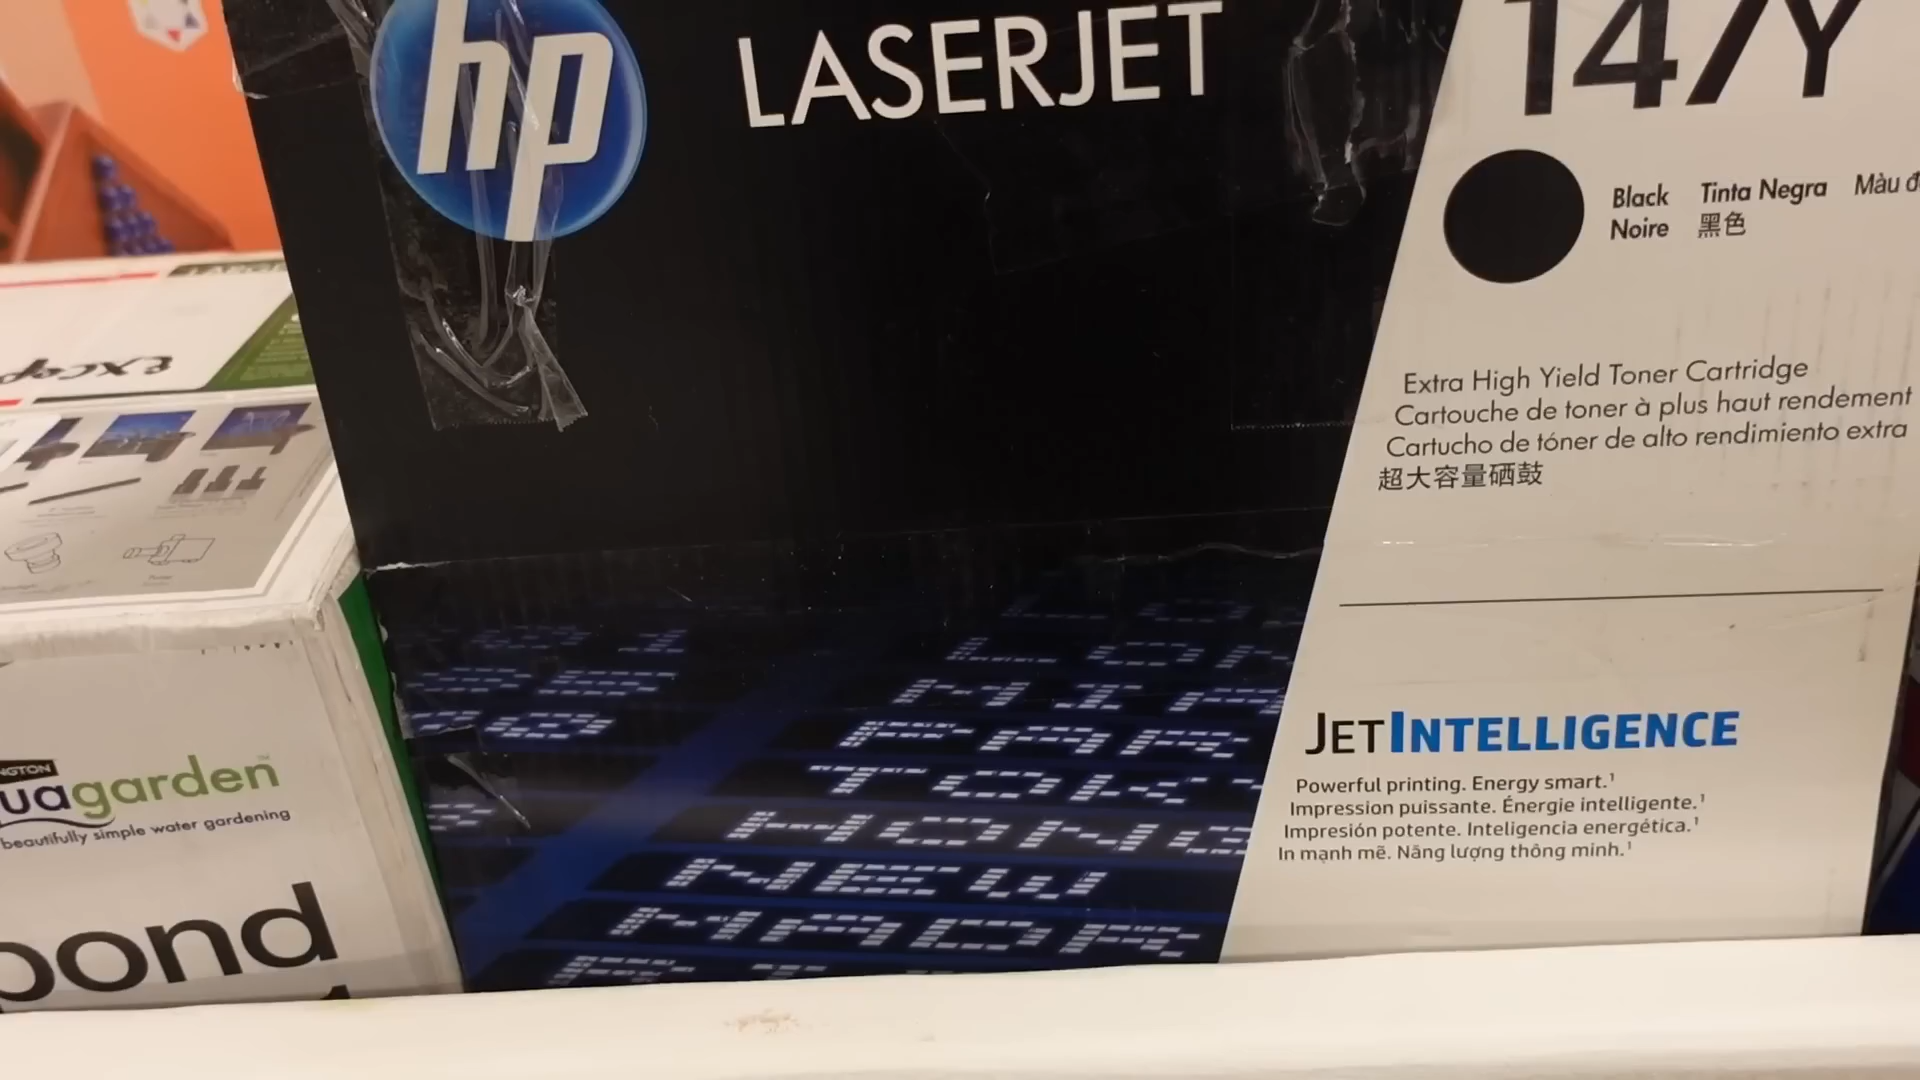 hp
LASERJET
147Y
Black Tinta Negra Màu
Noire 黑色
Extra High Yield Toner Cartridge
Cartouche de toner à plus haut rendement
Cartucho de tóner de alto rendimiento extra
超大容量硒鼓
JETINTELLIGENCE
Powerful printing. Energy smart.¹
Impression puissante. Énergie intelligente.¹
Impresión potente. Inteligencia energética.¹
In mạnh mẽ. Năng lượng thông minh.¹
NEW
uagarden
beautifully simple water gardening
pond